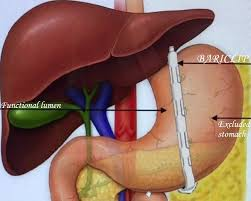 BARICLIP
Functional lumen
Excluded
stomach